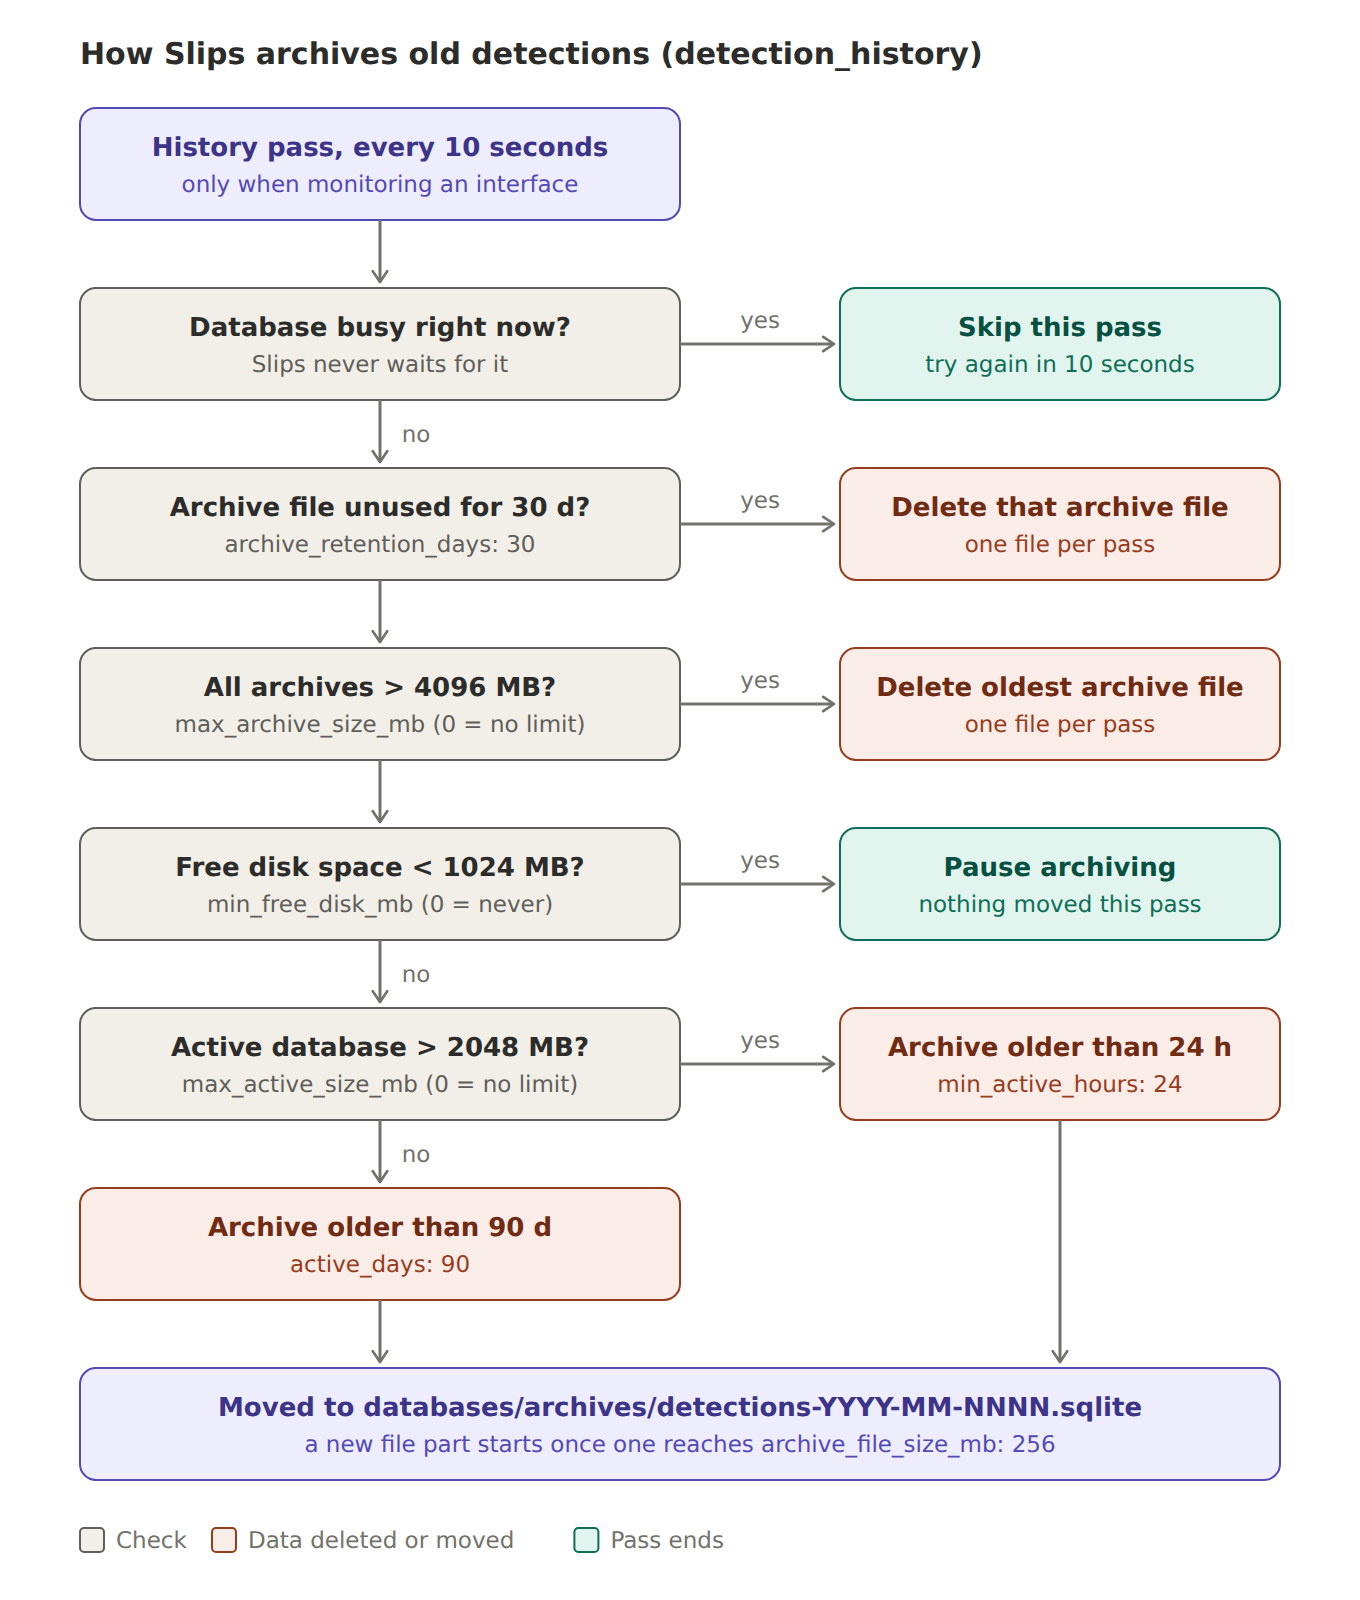 How Slips archives old detections (detection_history)
History pass, every 10 seconds
only when monitoring an interface
Database busy right now?
Slips never waits for it
yes
Skip this pass
try again in 10 seconds
no
Archive file unused for 30 d?
archive_retention_days: 30
yes
Delete that archive file
one file per pass
All archives > 4096 MB?
max_archive_size_mb (0 = no limit)
yes
Delete oldest archive file
one file per pass
Free disk space < 1024 MB?
min_free_disk_mb (0 = never)
yes
Pause archiving
nothing moved this pass
no
Active database > 2048 MB?
max_active_size_mb (0 = no limit)
yes
Archive older than 24 h
min_active_hours: 24
no
Archive older than 90 d
active_days: 90
Moved to databases/archives/detections-YYYY-MM-NNNN.sqlite
a new file part starts once one reaches archive_file_size_mb: 256
Check
Data deleted or moved
Pass ends